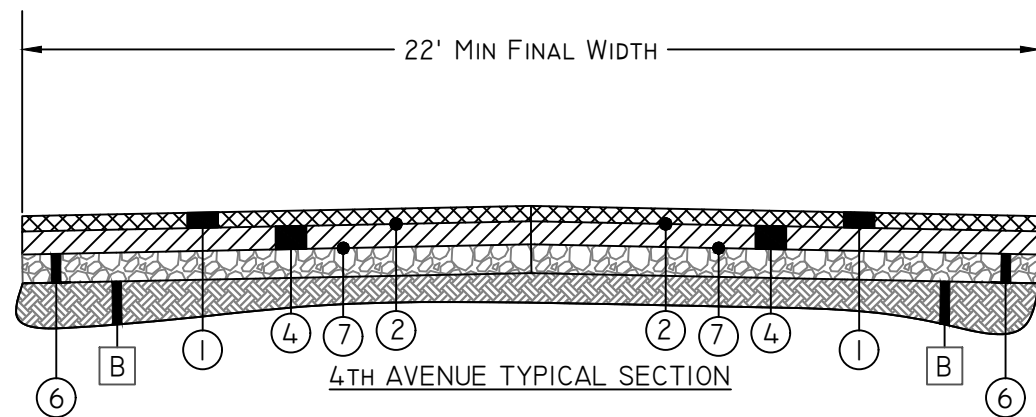 22' MIN FINAL WIDTH
6 B 1 4 7 2 2 7 4 1 B 6
4TH AVENUE TYPICAL SECTION